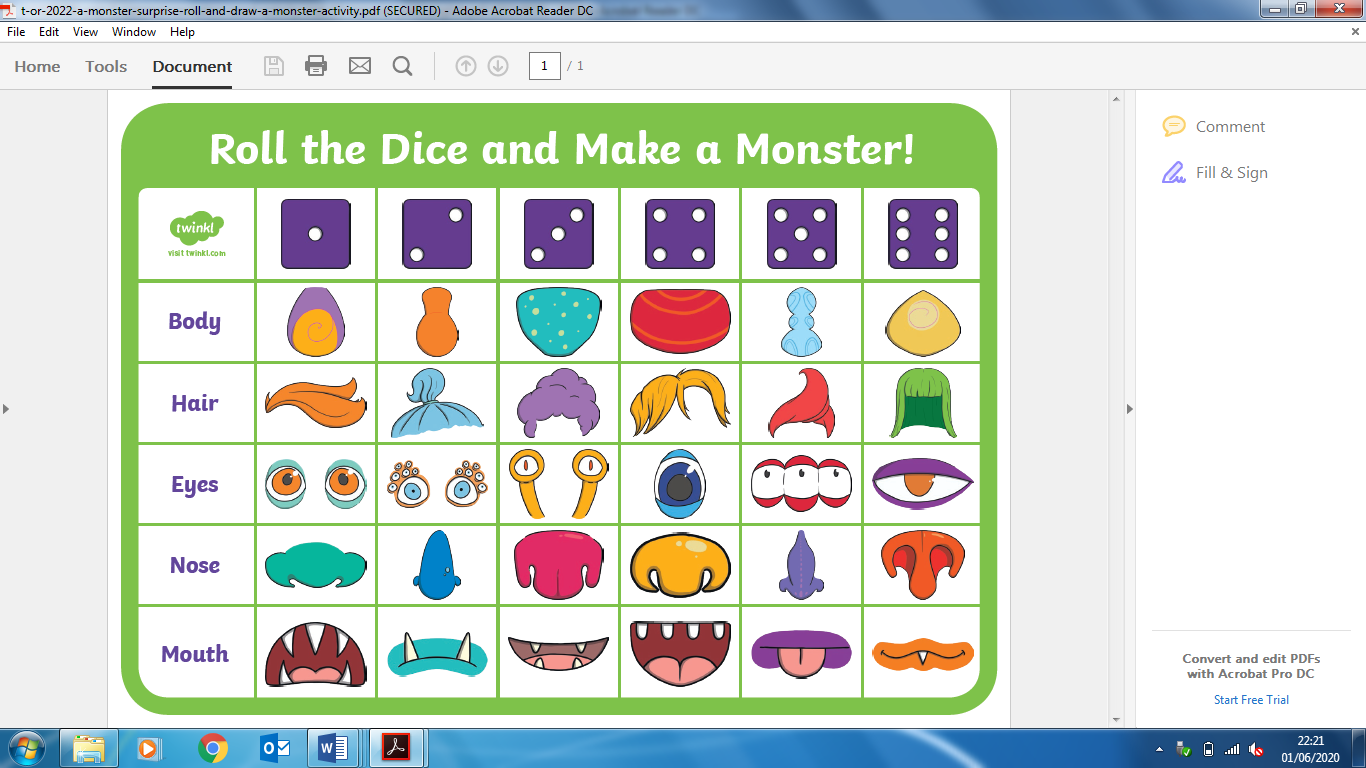 t-or-2022-a-monster-surprise-roll-and-draw-a-monster-activity.pdf (SECURED) - Adobe Acrobat Reader DC
File Edit View Window Help
Home Tools Document 1 / 1
Comment
Fill & Sign
Roll the Dice and Make a Monster!
twinkl
visit twinkl.com
Body
Hair
Eyes
Nose
Mouth
Convert and edit PDFs
with Acrobat Pro DC
Start Free Trial
22:21
01/06/2020